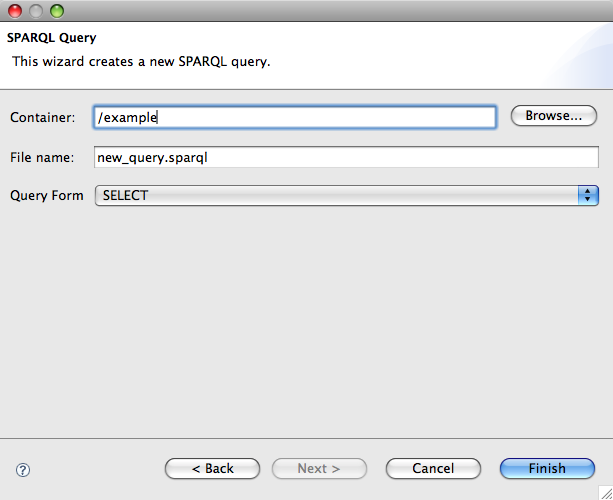 SPARQL Query
This wizard creates a new SPARQL query.
Container: /example Browse...
File name: new_query.sparql
Query Form SELECT
? < Back Next > Cancel Finish